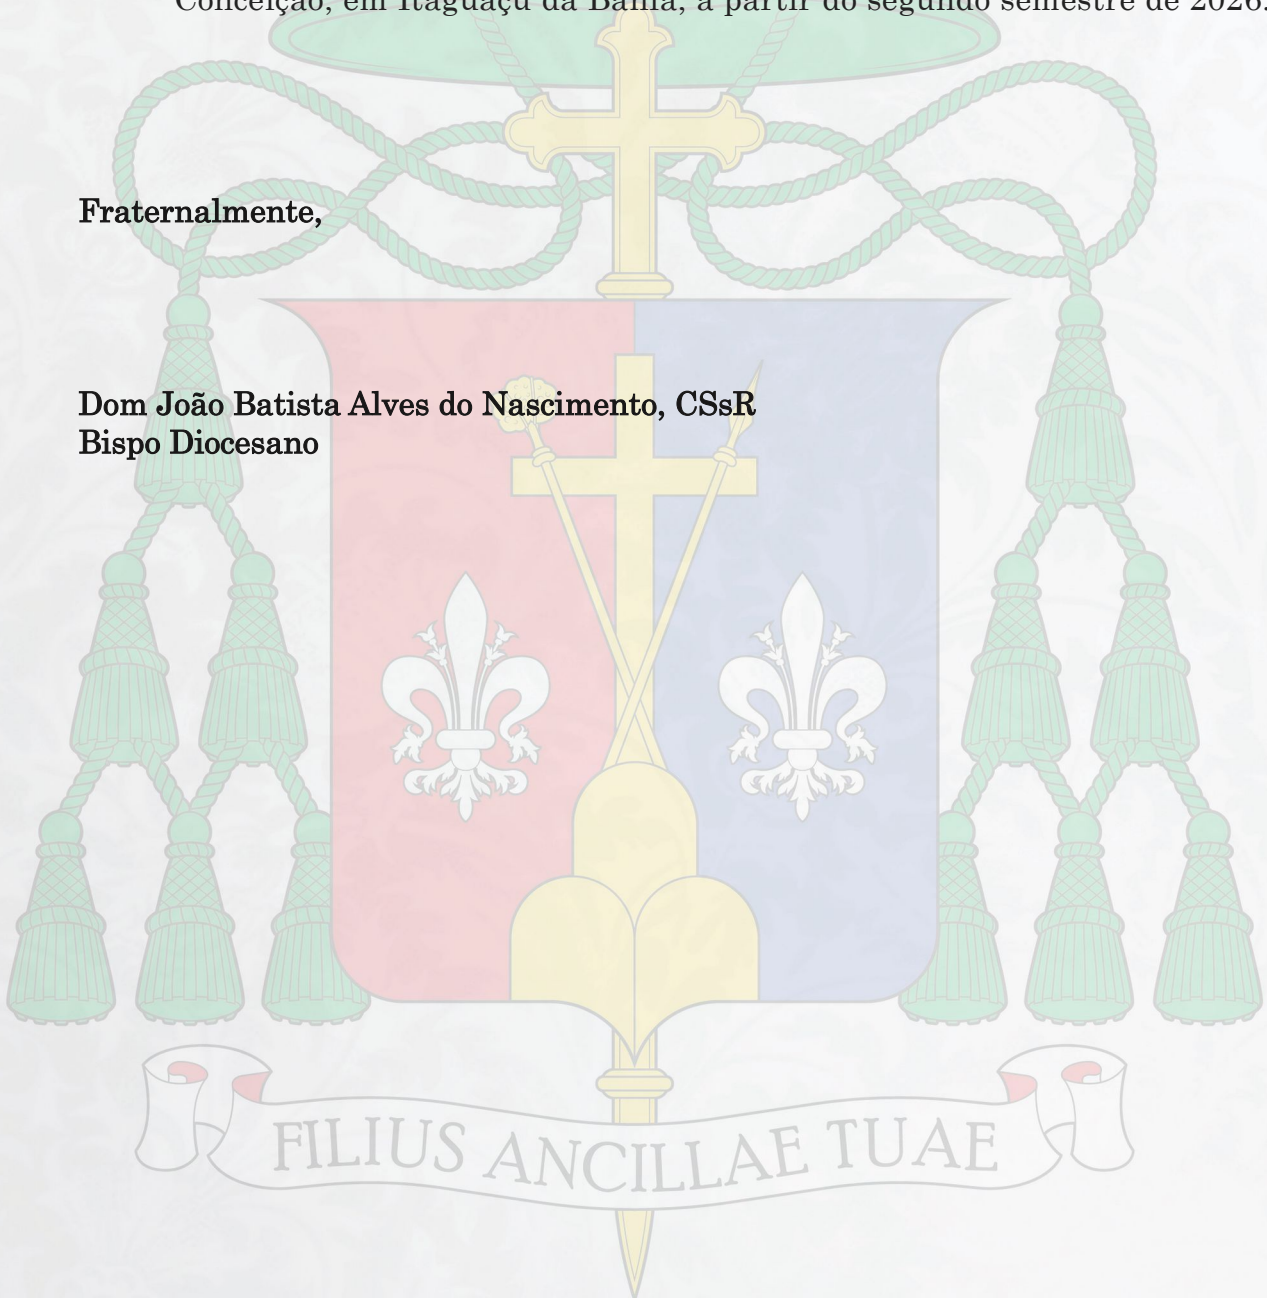 Conceição, em Itaguaçu da Bahia, a partir do segundo semestre de 2026.
Fraternalmente,
Dom João Batista Alves do Nascimento, CSsR
Bispo Diocesano
FILIUS ANCILLAE TUAE